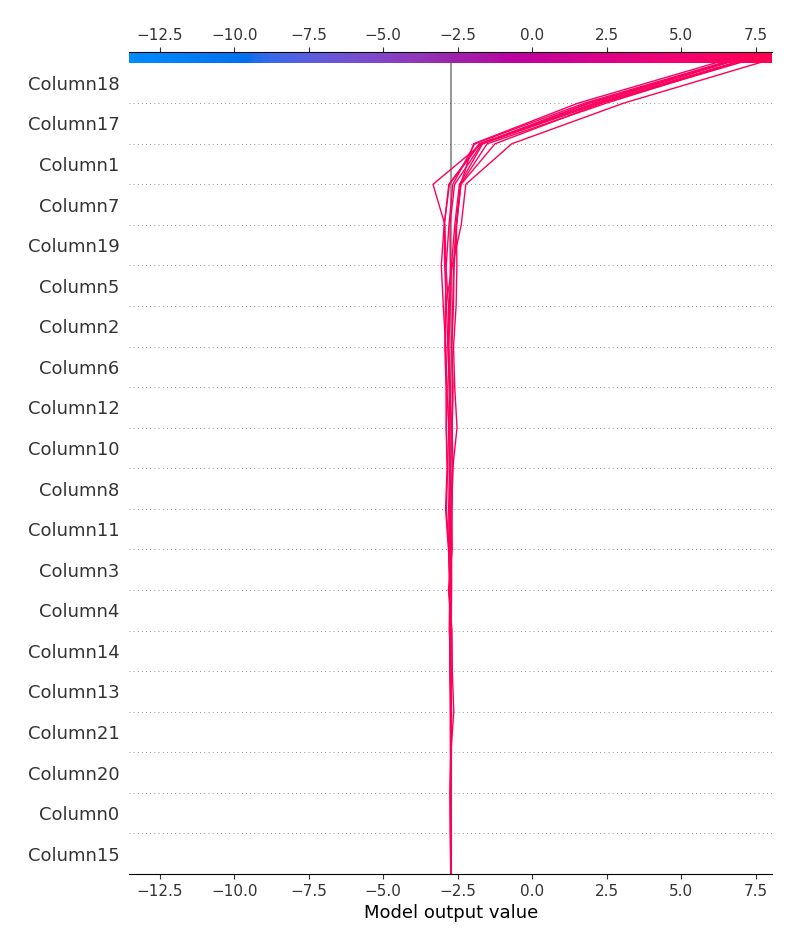 −12.5 −10.0 −7.5 −5.0 −2.5 0.0 2.5 5.0 7.5
Column18
Column17
Column1
Column7
Column19
Column5
Column2
Column6
Column12
Column10
Column8
Column11
Column3
Column4
Column14
Column13
Column21
Column20
Column0
Column15
−12.5 −10.0 −7.5 −5.0 −2.5 0.0 2.5 5.0 7.5
Model output value